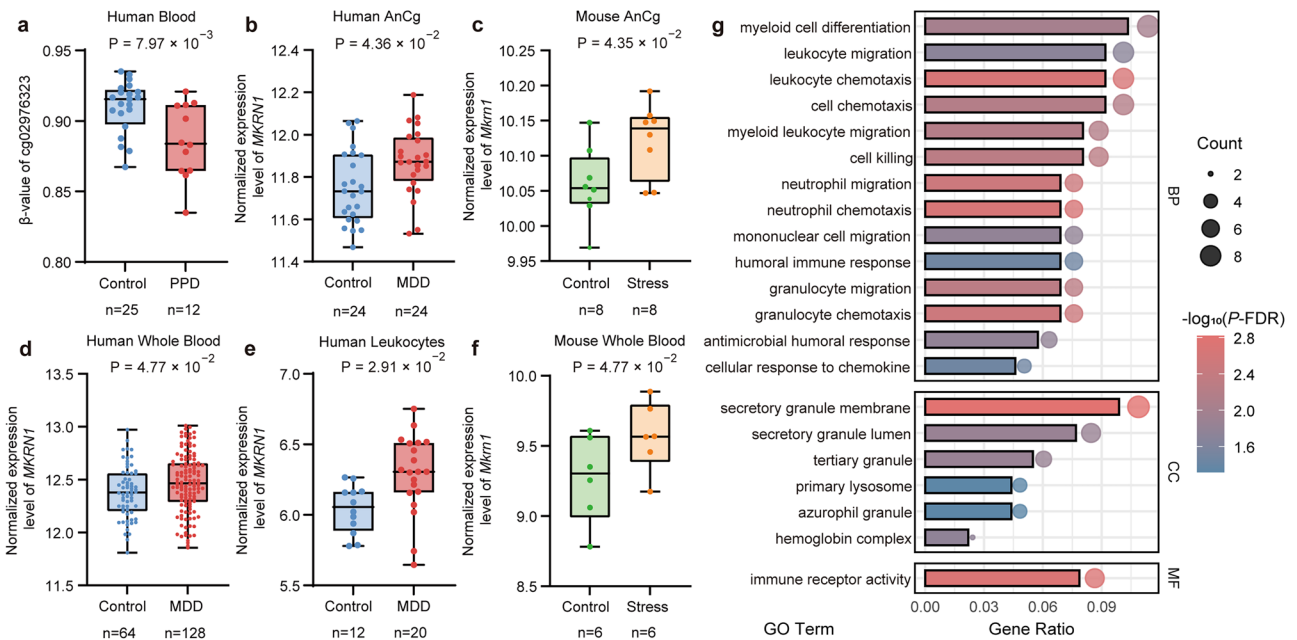 a
Human Blood
P = 7.97 × 10⁻³
β-value of cg02976323
0.95
0.90
0.85
0.80
Control
PPD
n=25
n=12
b
Human AnCg
P = 4.36 × 10⁻²
Normalized expression
level of MKRN1
12.4
12.2
12.0
11.8
11.6
11.4
Control
MDD
n=24
n=24
c
Mouse AnCg
P = 4.35 × 10⁻²
Normalized expression
level of Mkrn1
10.25
10.20
10.15
10.10
10.05
10.00
9.95
Control
Stress
n=8
n=8
d
Human Whole Blood
P = 4.77 × 10⁻²
Normalized expression
level of MKRN1
13.5
13.0
12.5
12.0
11.5
Control
MDD
n=64
n=128
e
Human Leukocytes
P = 2.91 × 10⁻²
Normalized expression
level of MKRN1
7.0
6.5
6.0
5.5
Control
MDD
n=12
n=20
f
Mouse Whole Blood
P = 4.77 × 10⁻²
Normalized expression
level of Mkrn1
10.0
9.5
9.0
8.5
Control
Stress
n=6
n=6
g
myeloid cell differentiation
leukocyte migration
leukocyte chemotaxis
cell chemotaxis
myeloid leukocyte migration
cell killing
neutrophil migration
neutrophil chemotaxis
mononuclear cell migration
humoral immune response
granulocyte migration
granulocyte chemotaxis
antimicrobial humoral response
cellular response to chemokine
BP
secretory granule membrane
secretory granule lumen
tertiary granule
primary lysosome
azurophil granule
hemoglobin complex
CC
immune receptor activity
MF
0.00
0.03
0.06
0.09
GO Term
Gene Ratio
Count
2
4
6
8
-log₁₀(P-FDR)
2.8
2.4
2.0
1.6